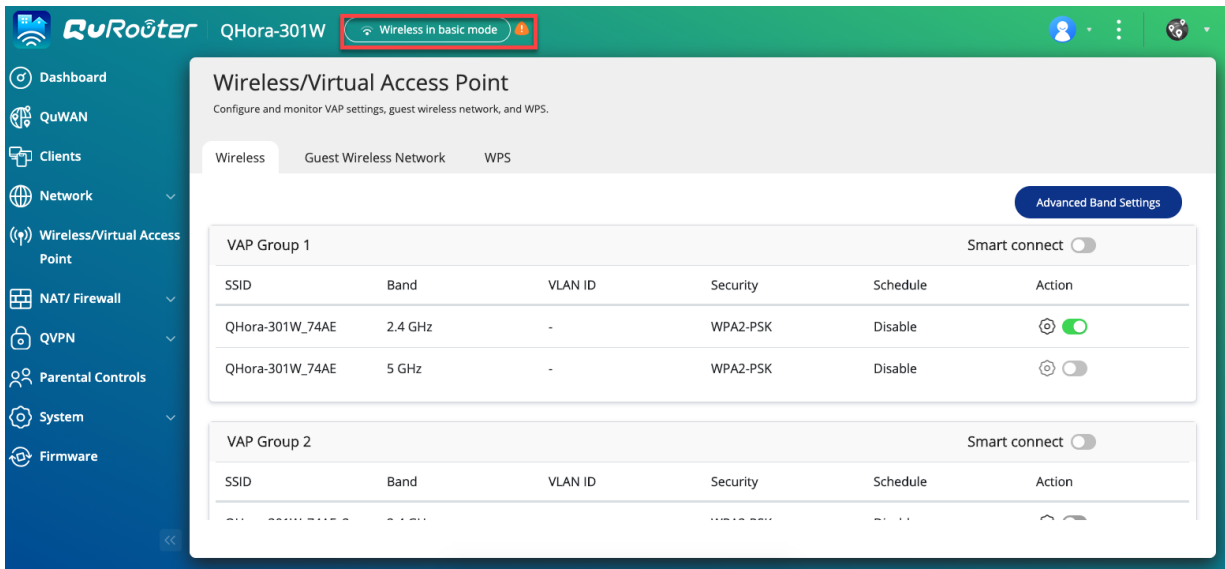 QuRoûter
QHora-301W
Wireless in basic mode
Dashboard
QuWAN
Clients
Network
Wireless/Virtual Access
Point
NAT/ Firewall
QVPN
Parental Controls
System
Firmware
Wireless/Virtual Access Point
Configure and monitor VAP settings, guest wireless network, and WPS.
Wireless Guest Wireless Network WPS
Advanced Band Settings
VAP Group 1 Smart connect
SSID Band VLAN ID Security Schedule Action
QHora-301W_74AE 2.4 GHz - WPA2-PSK Disable
QHora-301W_74AE 5 GHz - WPA2-PSK Disable
VAP Group 2 Smart connect
SSID Band VLAN ID Security Schedule Action